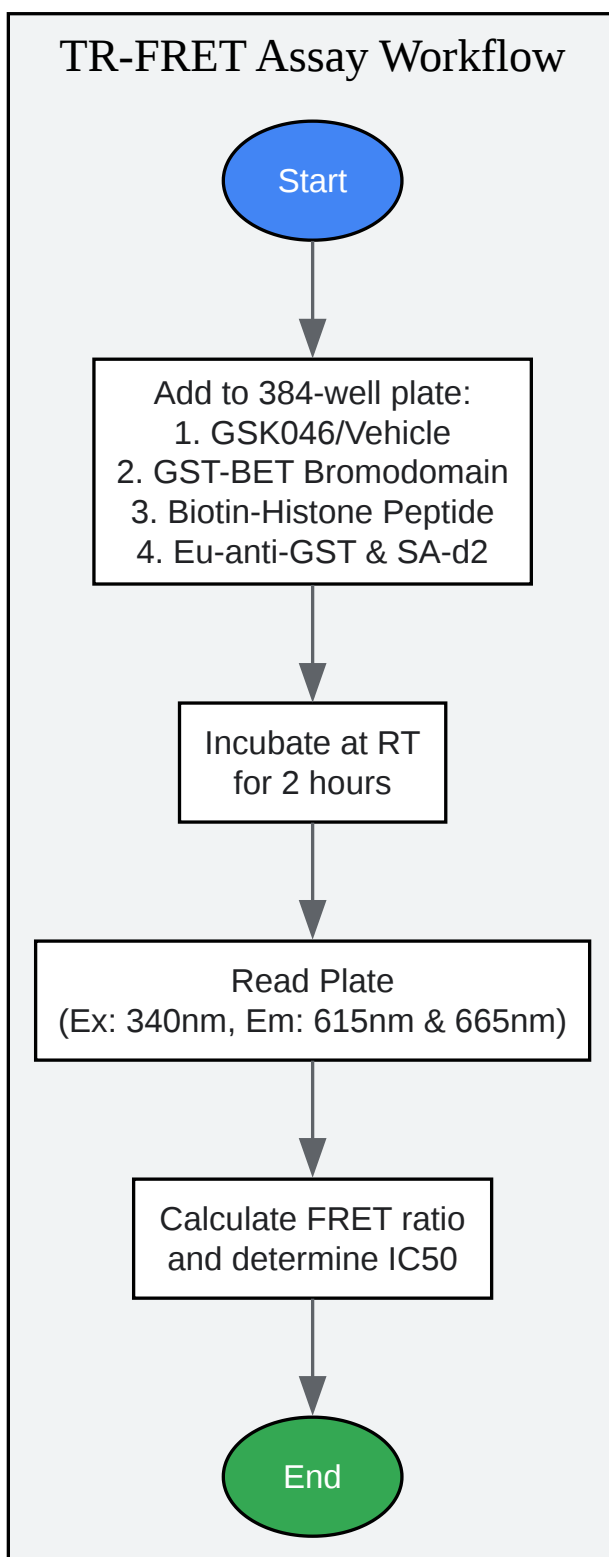 TR-FRET Assay Workflow
Start
Add to 384-well plate:
1. GSK046/Vehicle
2. GST-BET Bromodomain
3. Biotin-Histone Peptide
4. Eu-anti-GST & SA-d2
Incubate at RT
for 2 hours
Read Plate
(Ex: 340nm, Em: 615nm & 665nm)
Calculate FRET ratio
and determine IC50
End